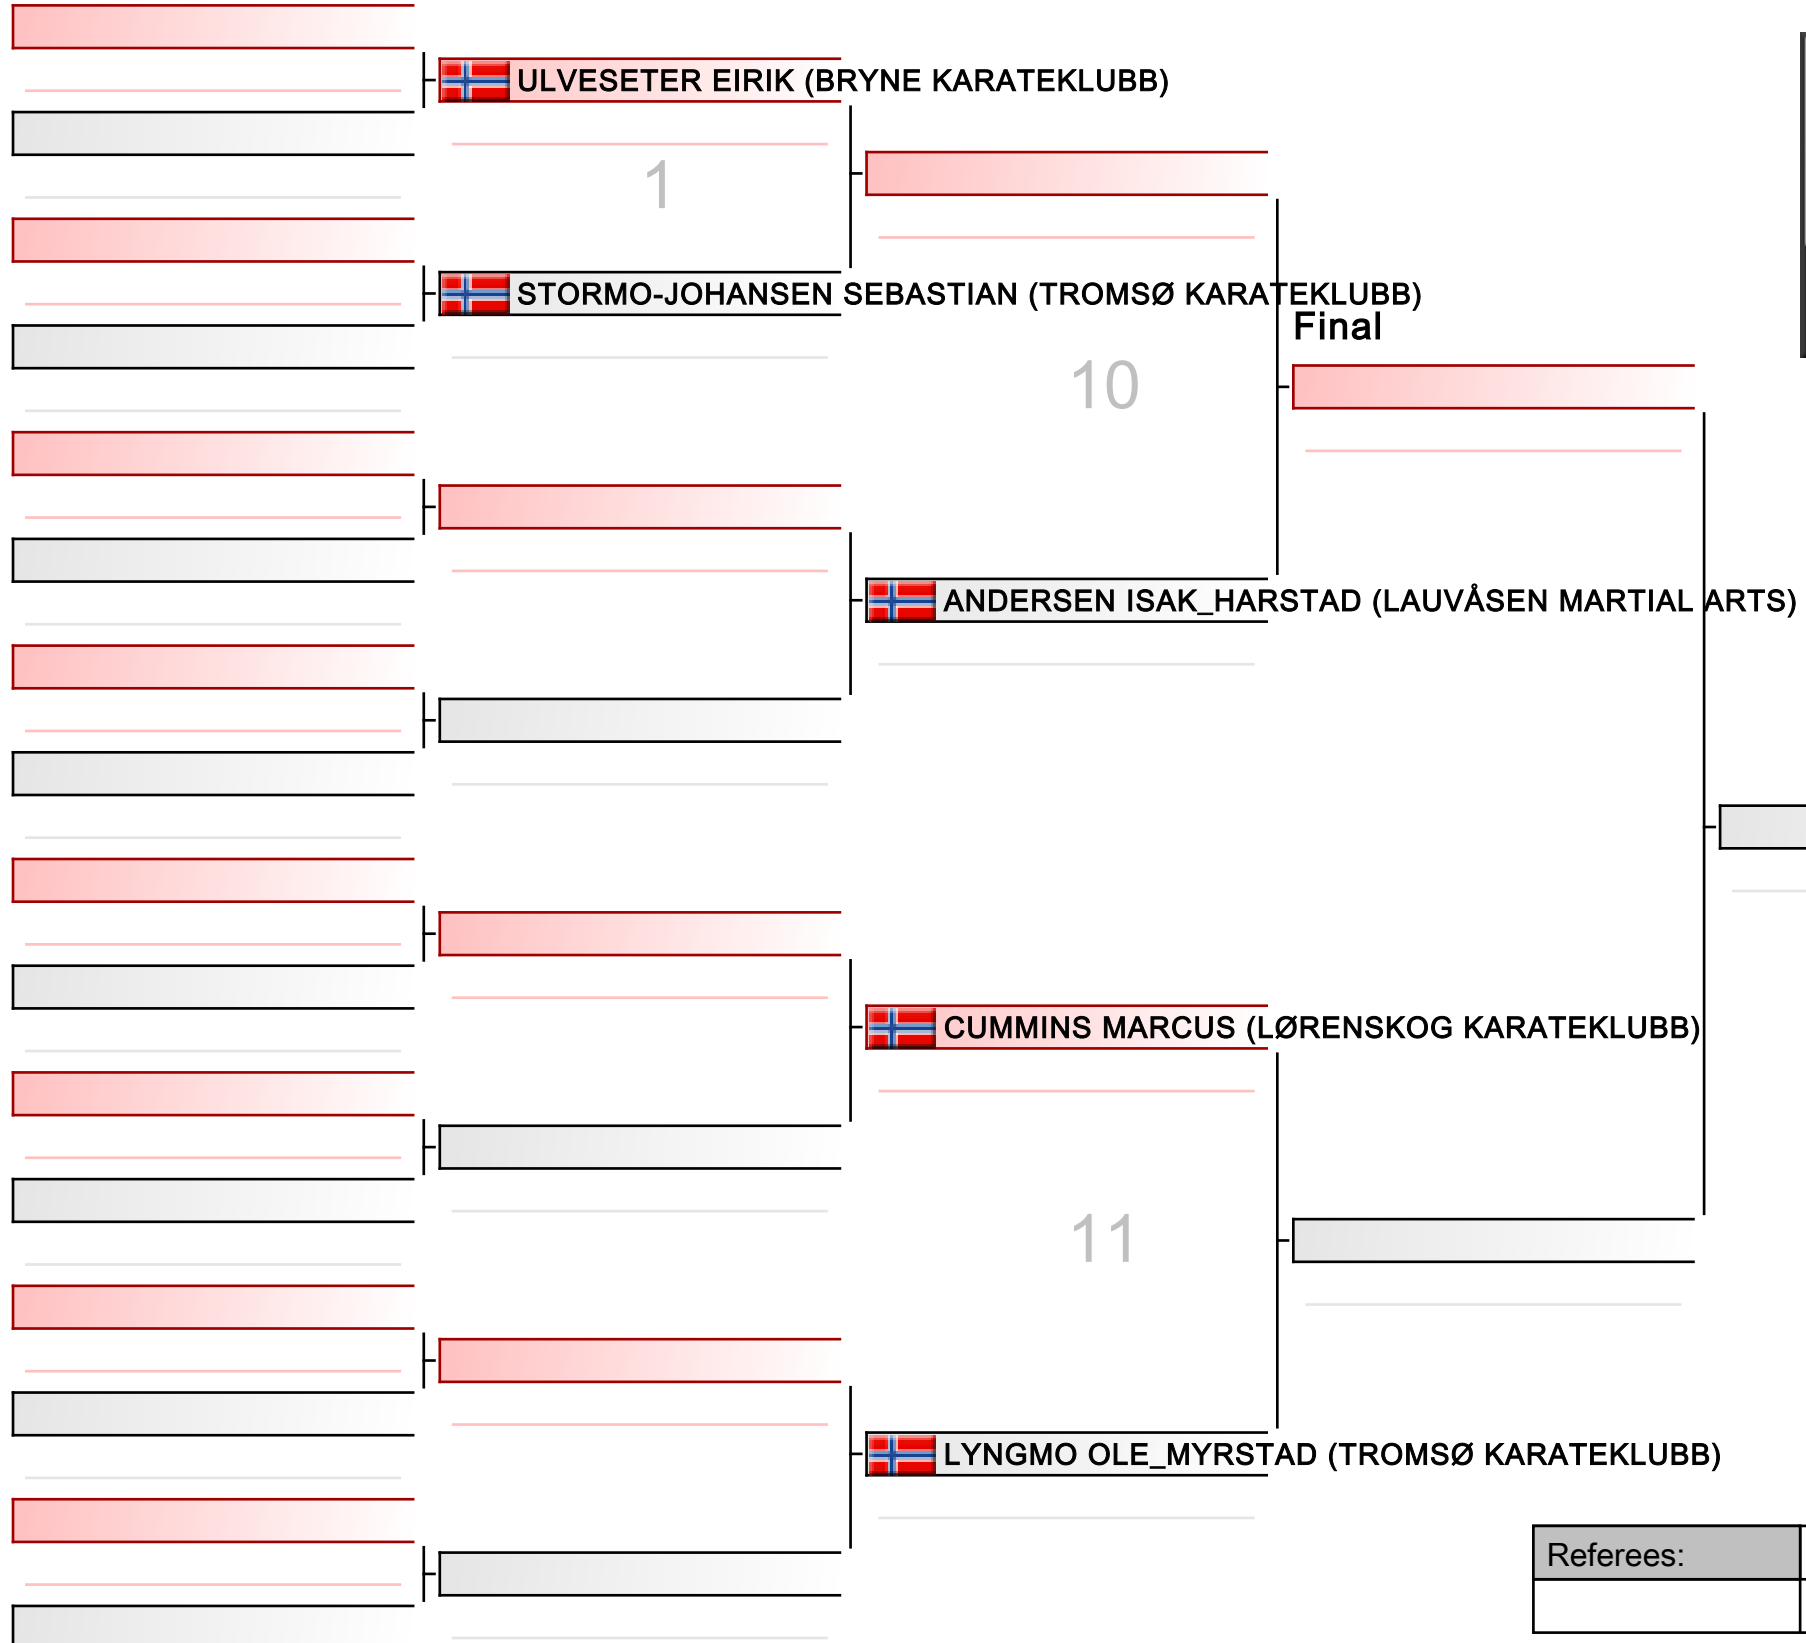 ULVESETER EIRIK (BRYNE KARATEKLUBB)
1
STORMO-JOHANSEN SEBASTIAN (TROMSØ KARATEKLUBB)
Final
10
ANDERSEN ISAK_HARSTAD (LAUVÅSEN MARTIAL ARTS)
CUMMINS MARCUS (LØRENSKOG KARATEKLUBB)
11
LYNGMO OLE_MYRSTAD (TROMSØ KARATEKLUBB)
Referees: